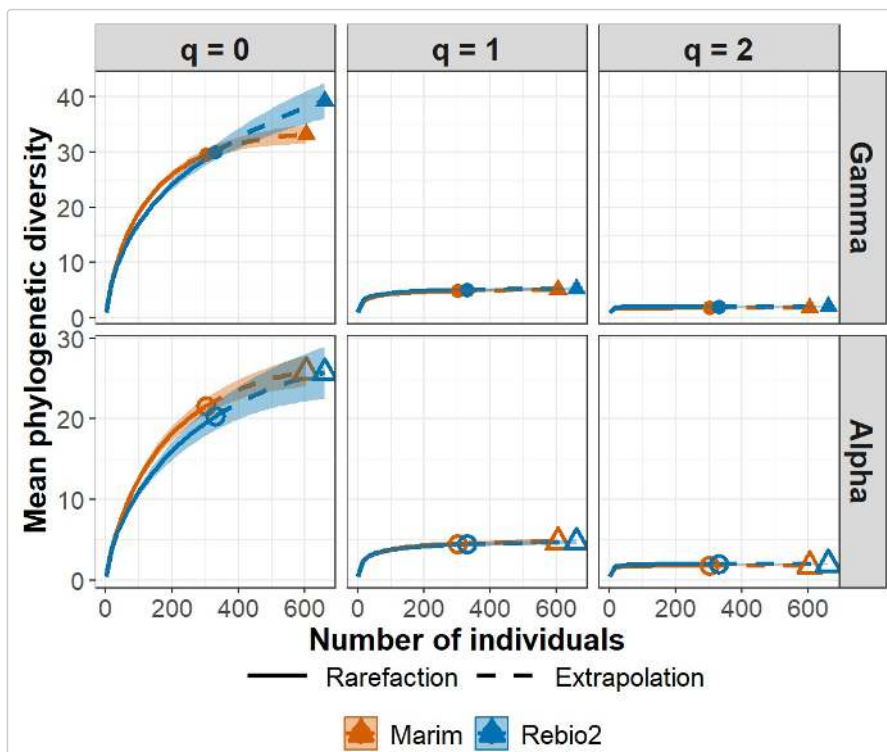 q = 0 q = 1 q = 2
Mean phylogenetic diversity
40
30
20
10
0
Gamma
30
20
10
0
Alpha
0 200 400 600 0 200 400 600 0 200 400 600
Number of individuals
Rarefaction Extrapolation
Marim Rebio2